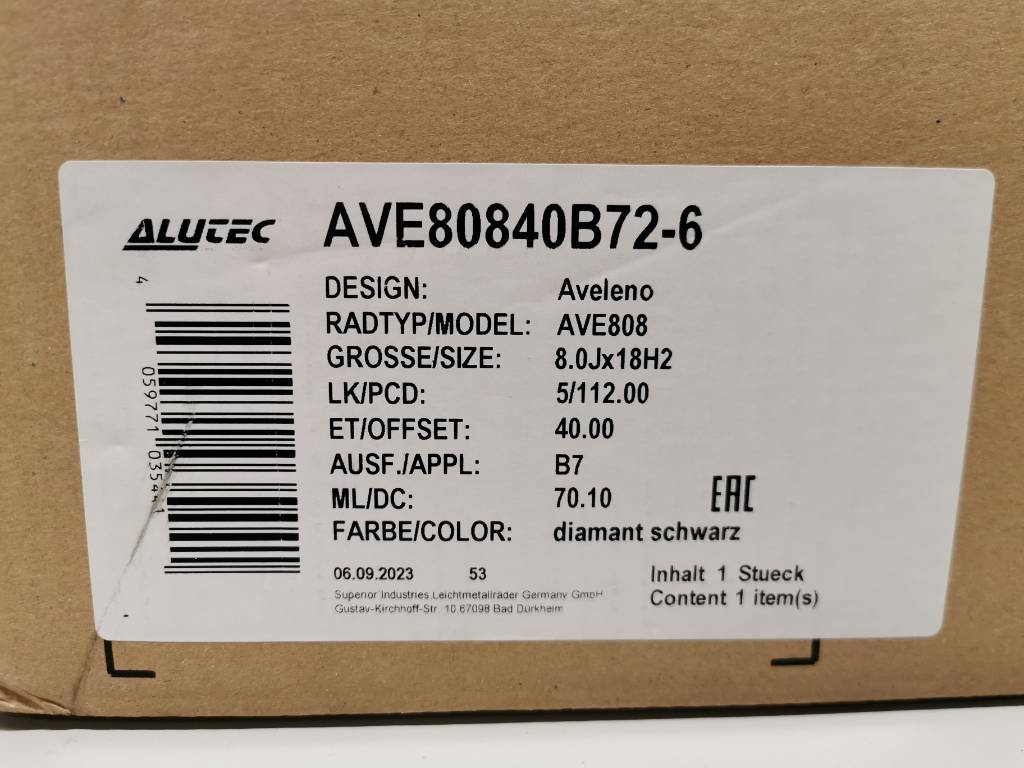 ALUTEC
AVE80840B72-6
DESIGN: Aveleno
RADTYP/MODEL: AVE808
GROSSE/SIZE: 8.0Jx18H2
LK/PCD: 5/112.00
ET/OFFSET: 40.00
AUSF./APPL: B7
ML/DC: 70.10
EAC
FARBE/COLOR: diamant schwarz
06.09.2023 53
Inhalt 1 Stueck
Content 1 item(s)
Superior Industries Leichtmetallräder Germany GmbH
Gustav-Kirchhoff-Str. 10,67098 Bad Dürkheim
4 059771